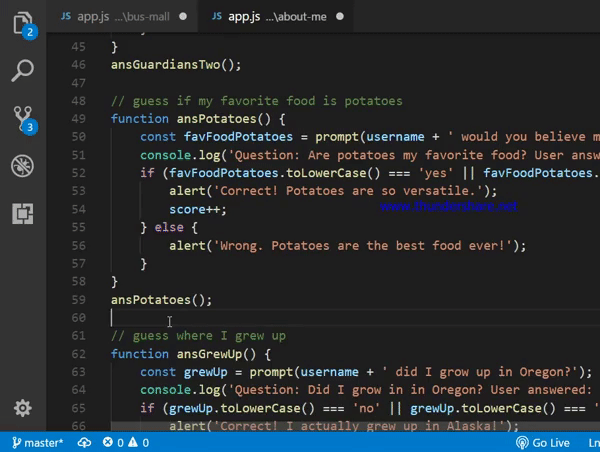 JS app.js ...\bus-mall JS app.js ...\about-me
45
46 ansGuardiansTwo();
47
48 // guess if my favorite food is potatoes
49 function ansPotatoes() {
50 const favFoodPotatoes = prompt(username + ' would you believe m
51 console.log('Question: Are potatoes my favorite food? User answ
52 if (favFoodPotatoes.toLowerCase() === 'yes' || favFoodPotatoes.
53 alert('Correct! Potatoes are so versatile.');
54 score++;
55 } else {
56 alert('Wrong. Potatoes are the best food ever!');
57 }
58 }
59 ansPotatoes();
60
61 // guess where I grew up
62 function ansGrewUp() {
63 const grewUp = prompt(username + ' did I grow up in Oregon?');
64 console.log('Question: Did I grow in in Oregon? User answered:
65 if (grewUp.toLowerCase() === 'no' || grewUp.toLowerCase() === '
66 alert('Correct! I actually grew up in Alaska!');
2
3
master* 0 0 Go Live Ln